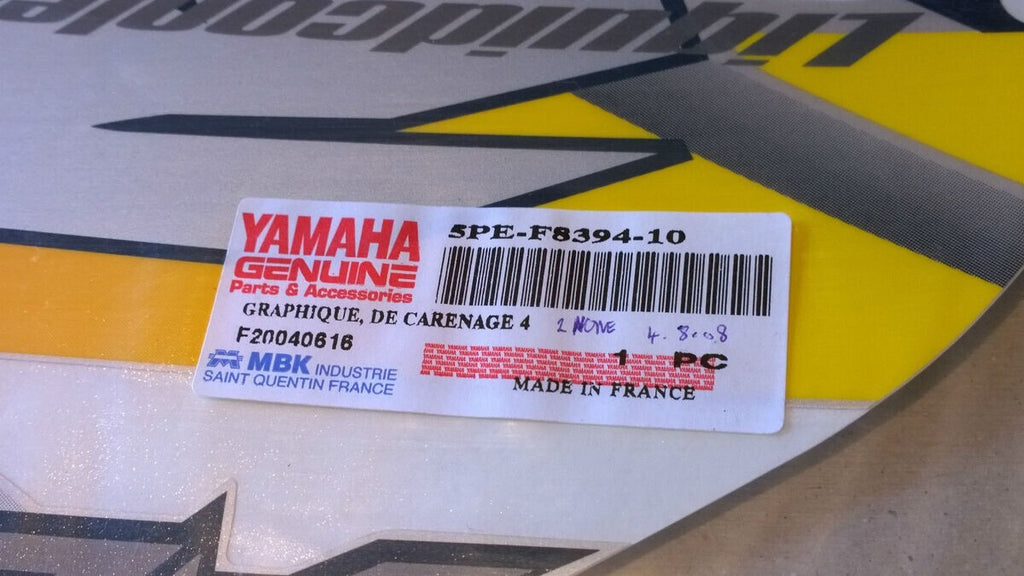 Liquidcoole
YAMAHA
GENUINE
Parts & Accessories
5PE-F8394-10
GRAPHIQUE, DE CARENAGE 4
F20040616
2 NONE 4.8.08
1 PC
MBK INDUSTRIE
SAINT QUENTIN FRANCE
MADE IN FRANCE